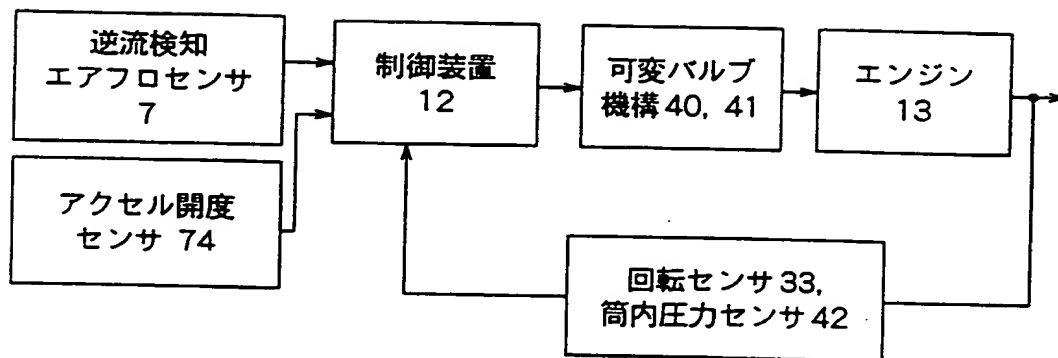 逆流検知
エアフロセンサ
7
制御装置
12
可変バルブ
機構 40, 41
エンジン
13
アクセル開度
センサ 74
回転センサ 33,
筒内圧力センサ 42